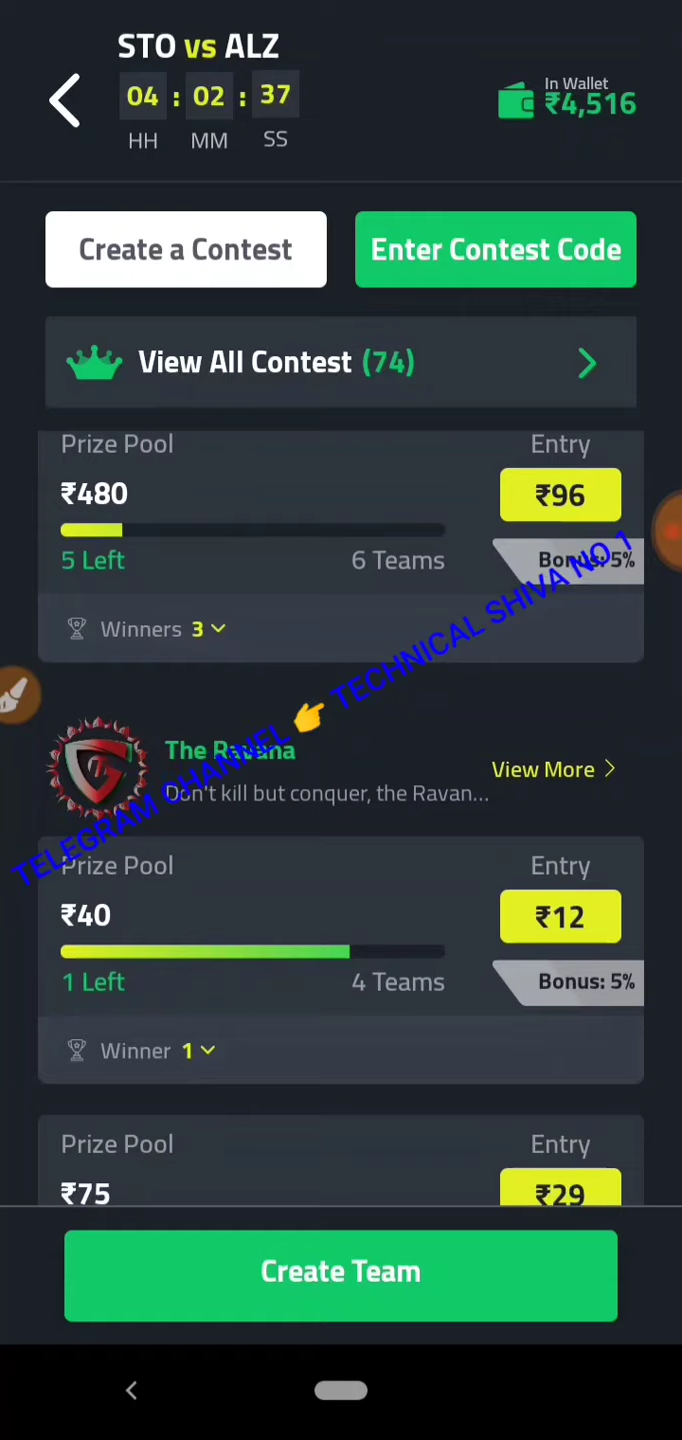 STO vs ALZ
04 : 02 : 37
HH MM SS
In Wallet
₹4,516
Create a Contest
Enter Contest Code
View All Contest (74)
Prize Pool
Entry
₹480
₹96
5 Left
6 Teams
Bonus: 5%
Winners 3
TELEGRAM CHANNEL 👉 TECHNICAL SHIVA NO 1
The Ravana
Don't kill but conquer, the Ravan...
View More
Prize Pool
Entry
₹40
₹12
1 Left
4 Teams
Bonus: 5%
Winner 1
Prize Pool
Entry
₹75
₹29
Create Team